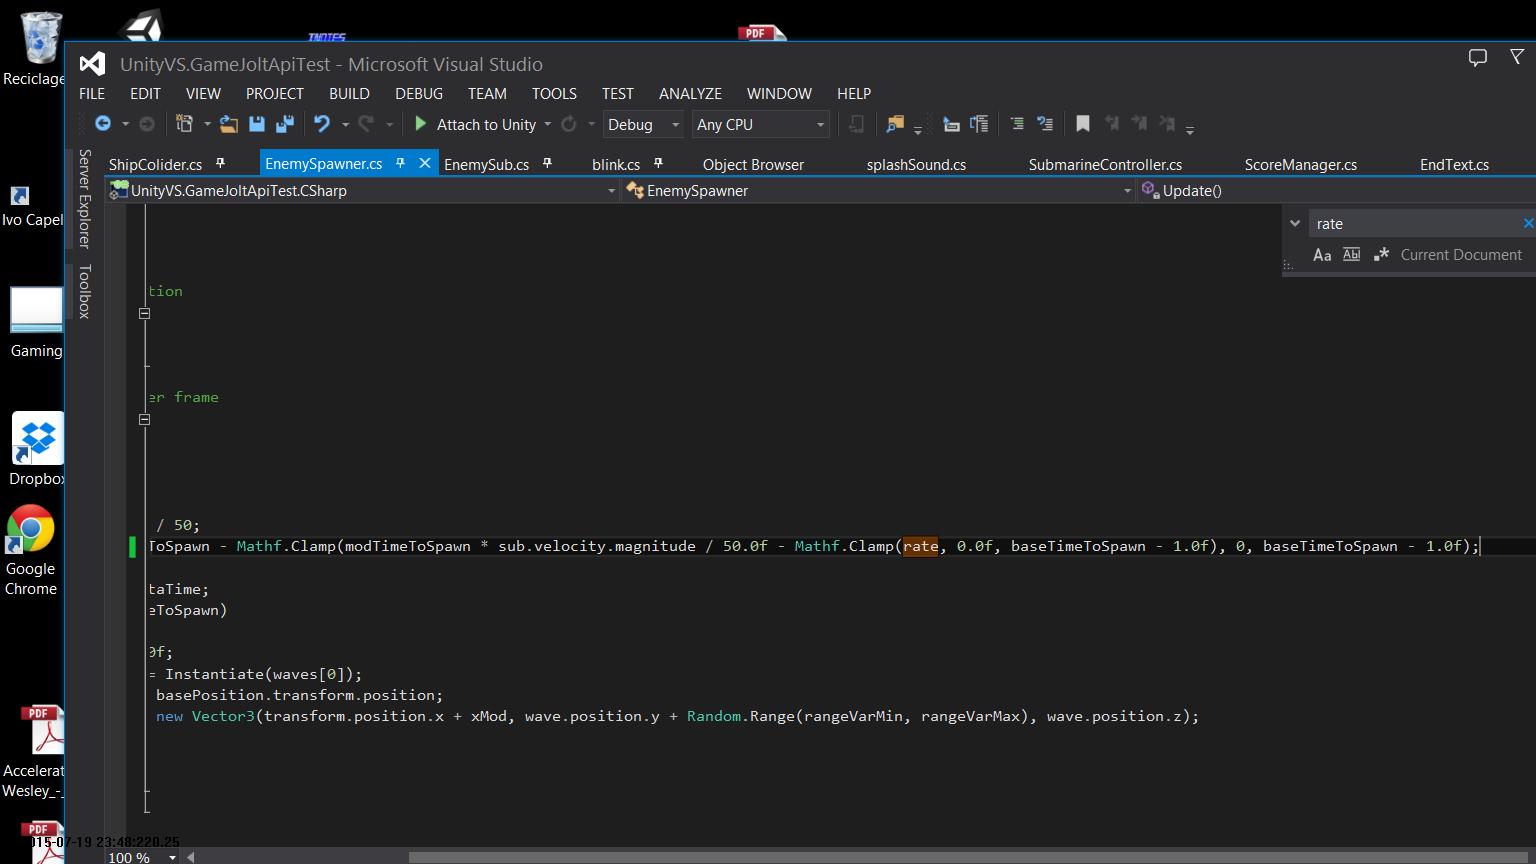 INOTES
PDF
Reciclage
UnityVS.GameJoltApiTest - Microsoft Visual Studio
FILE EDIT VIEW PROJECT BUILD DEBUG TEAM TOOLS TEST ANALYZE WINDOW HELP
Attach to Unity Debug Any CPU
Server Explorer
Toolbox
ShipColider.cs EnemySpawner.cs EnemySub.cs blink.cs Object Browser splashSound.cs SubmarineController.cs ScoreManager.cs EndText.cs
UnityVS.GameJoltApiTest.CSharp EnemySpawner Update()
rate
Aa Abl Current Document
Ivo Capel
Gaming
Dropbox
Google
Chrome
PDF
Accelerat
Wesley_-_
PDF
tion
er frame
/ 50;
ToSpawn - Mathf.Clamp(modTimeToSpawn * sub.velocity.magnitude / 50.0f - Mathf.Clamp(rate, 0.0f, baseTimeToSpawn - 1.0f), 0, baseTimeToSpawn - 1.0f);
taTime;
eToSpawn)
0f;
= Instantiate(waves[0]);
basePosition.transform.position;
new Vector3(transform.position.x + xMod, wave.position.y + Random.Range(rangeVarMin, rangeVarMax), wave.position.z);
015-07-19 23:48:220.25
100 %